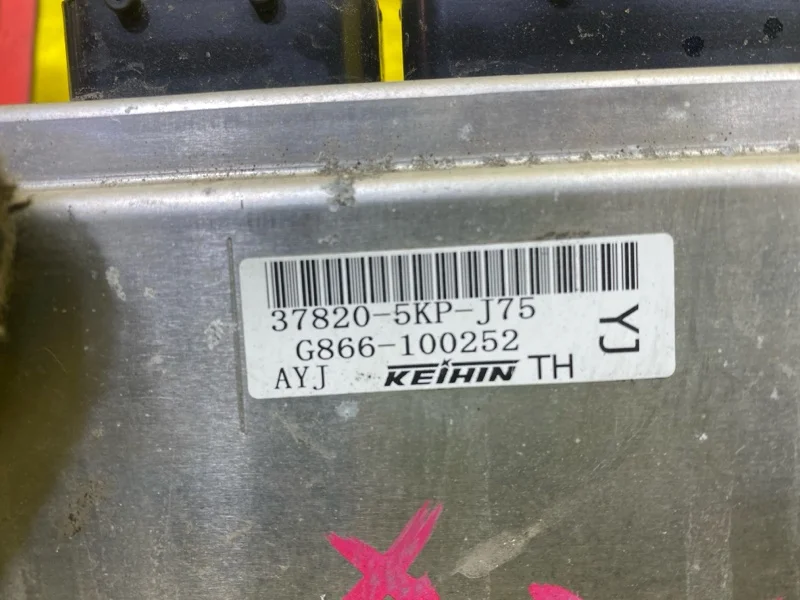 37820-5KP-J75
G866-100252
AYJ KEIHIN TH
YJ